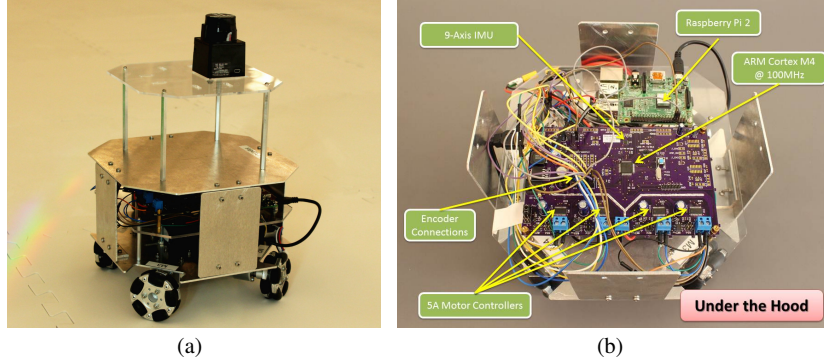 9-Axis IMU
Raspberry Pi 2
ARM Cortex M4
@ 100MHz
Encoder
Connections
5A Motor Controllers
Under the Hood
(a)
(b)